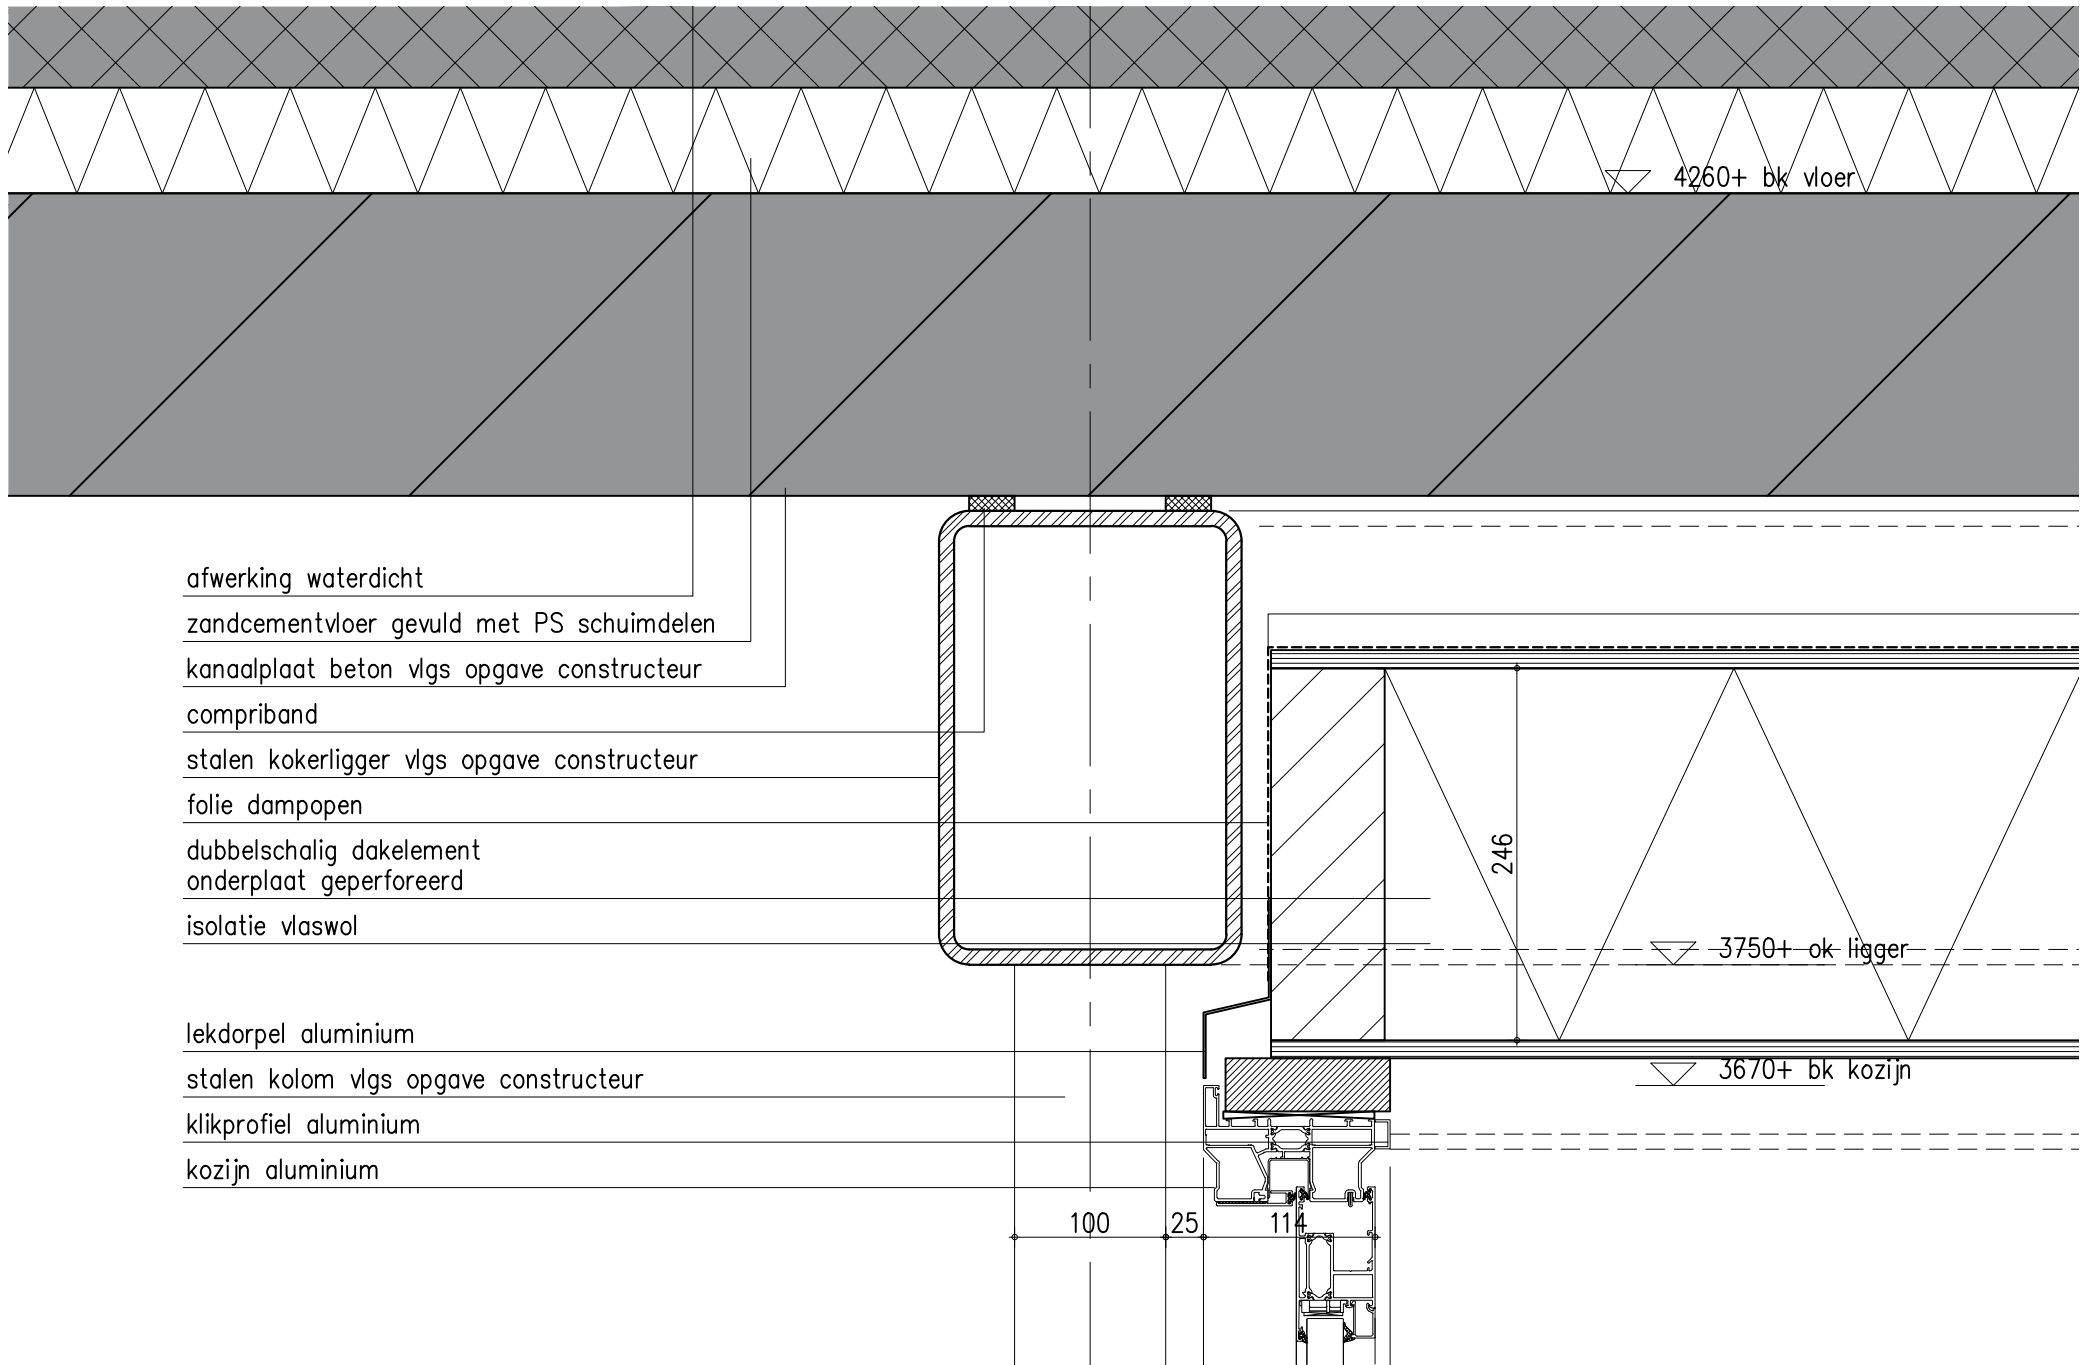 4260+ bk vloer
afwerking waterdicht
zandcementvloer gevuld met PS schuimdelen
kanaalplaat beton vlgs opgave constructeur
compriband
stalen kokerligger vlgs opgave constructeur
folie dampopen
dubbelschalig dakelement
onderplaat geperforeerd
isolatie vlaswol
246
3750+ ok ligger
lekdorpel aluminium
stalen kolom vlgs opgave constructeur
klikprofiel aluminium
kozijn aluminium
3670+ bk kozijn
100 25 114